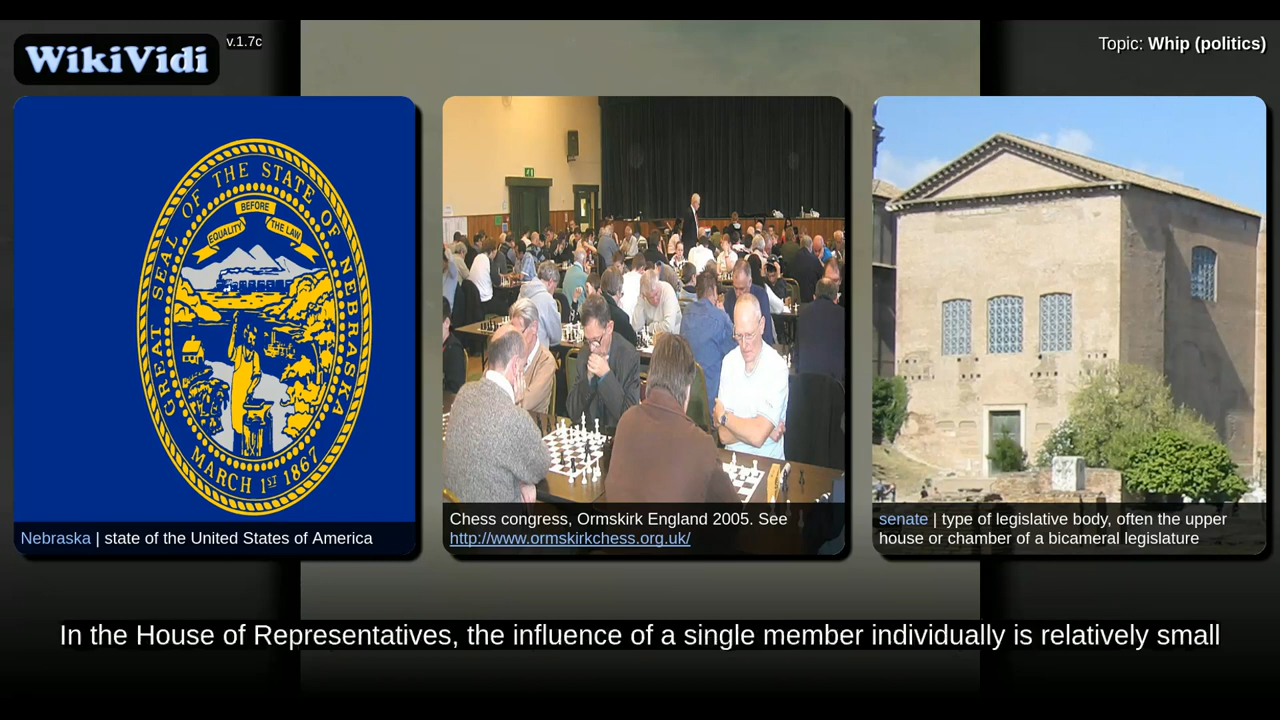 WikiVidi
v.1.7c
Topic: Whip (politics)
GREAT SEAL OF THE STATE OF NEBRASKA
EQUALITY BEFORE THE LAW
MARCH 1ST 1867
Nebraska | state of the United States of America
Chess congress, Ormskirk England 2005. See
http://www.ormskirkchess.org.uk/
senate | type of legislative body, often the upper
house or chamber of a bicameral legislature
In the House of Representatives, the influence of a single member individually is relatively small